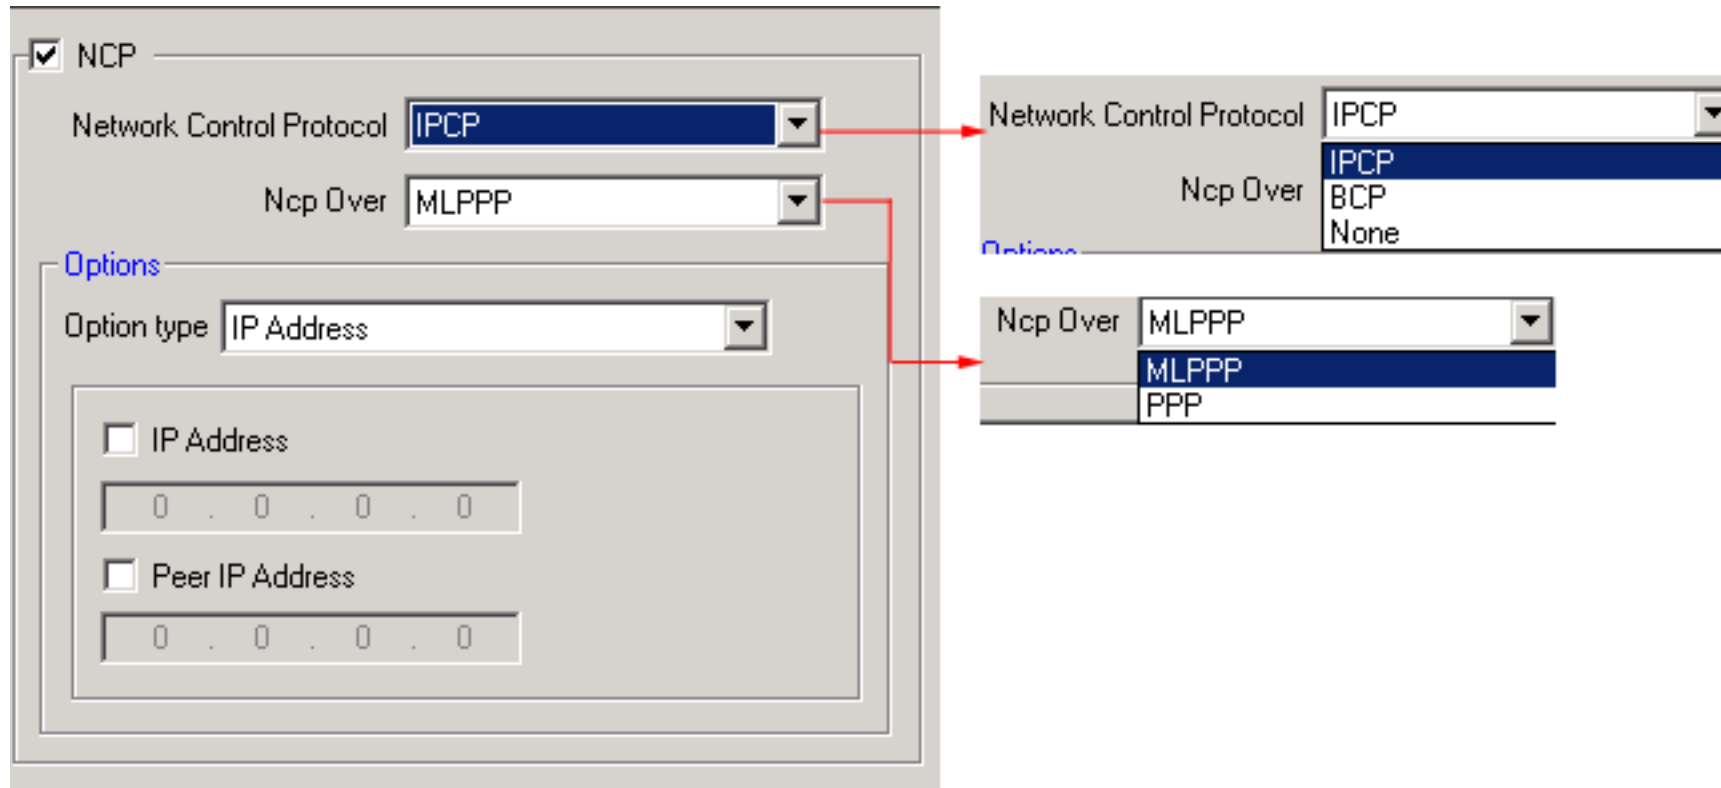 NCP
Network Control Protocol IPCP
Ncp Over MLPPP
Options
Option type IP Address
IP Address
0 . 0 . 0 . 0
Peer IP Address
0 . 0 . 0 . 0
Network Control Protocol IPCP
IPCP
Ncp Over BCP
None
Options
Ncp Over MLPPP
MLPPP
PPP